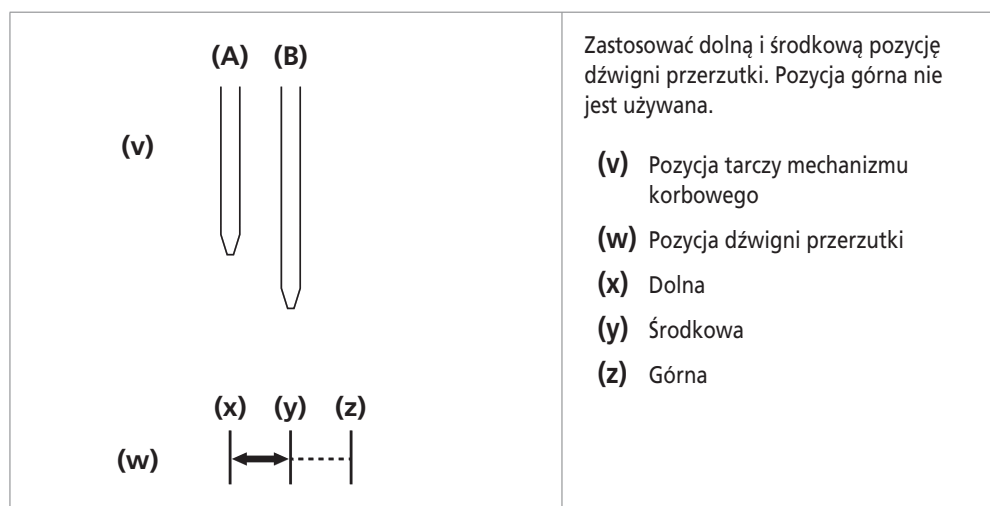 (A) (B)
(v)
(x) (y) (z)
(w)
Zastosować dolną i środkową pozycję
dźwigni przerzutki. Pozycja górna nie
jest używana.
(v) Pozycja tarczy mechanizmu
korbowego
(w) Pozycja dźwigni przerzutki
(x) Dolna
(y) Środkowa
(z) Górna